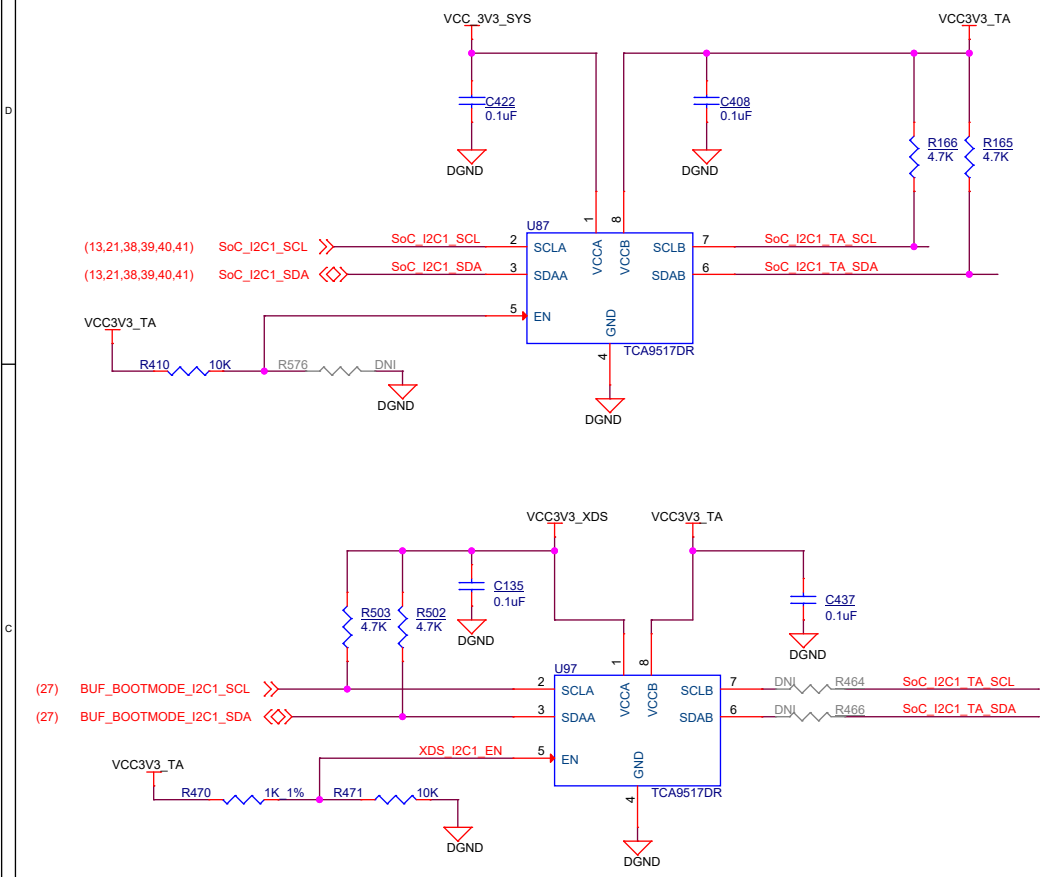 VCC_3V3_SYS
VCC3V3_TA
D
C422
0.1uF
C408
0.1uF
R166
4.7K
R165
4.7K
DGND
DGND
1
8
U87
(13,21,38,39,40,41) SoC_I2C1_SCL SoC_I2C1_SCL 2 SCLA VCCA VCCB SCLB 7 SoC_I2C1_TA_SCL
(13,21,38,39,40,41) SoC_I2C1_SDA SoC_I2C1_SDA 3 SDAA SDAB 6 SoC_I2C1_TA_SDA
5 EN
GND
VCC3V3_TA
4
TCA9517DR
R410 10K R576 DNI
DGND
DGND
VCC3V3_XDS
VCC3V3_TA
C135
0.1uF
C437
0.1uF
R503
4.7K
R502
4.7K
C
DGND
DGND
1
8
U97
(27) BUF_BOOTMODE_I2C1_SCL 2 SCLA VCCA VCCB SCLB 7 DNI R464 SoC_I2C1_TA_SCL
(27) BUF_BOOTMODE_I2C1_SDA 3 SDAA SDAB 6 DNI R466 SoC_I2C1_TA_SDA
XDS_I2C1_EN 5 EN
GND
VCC3V3_TA
4
TCA9517DR
R470 1K_1% R471 10K
DGND
DGND